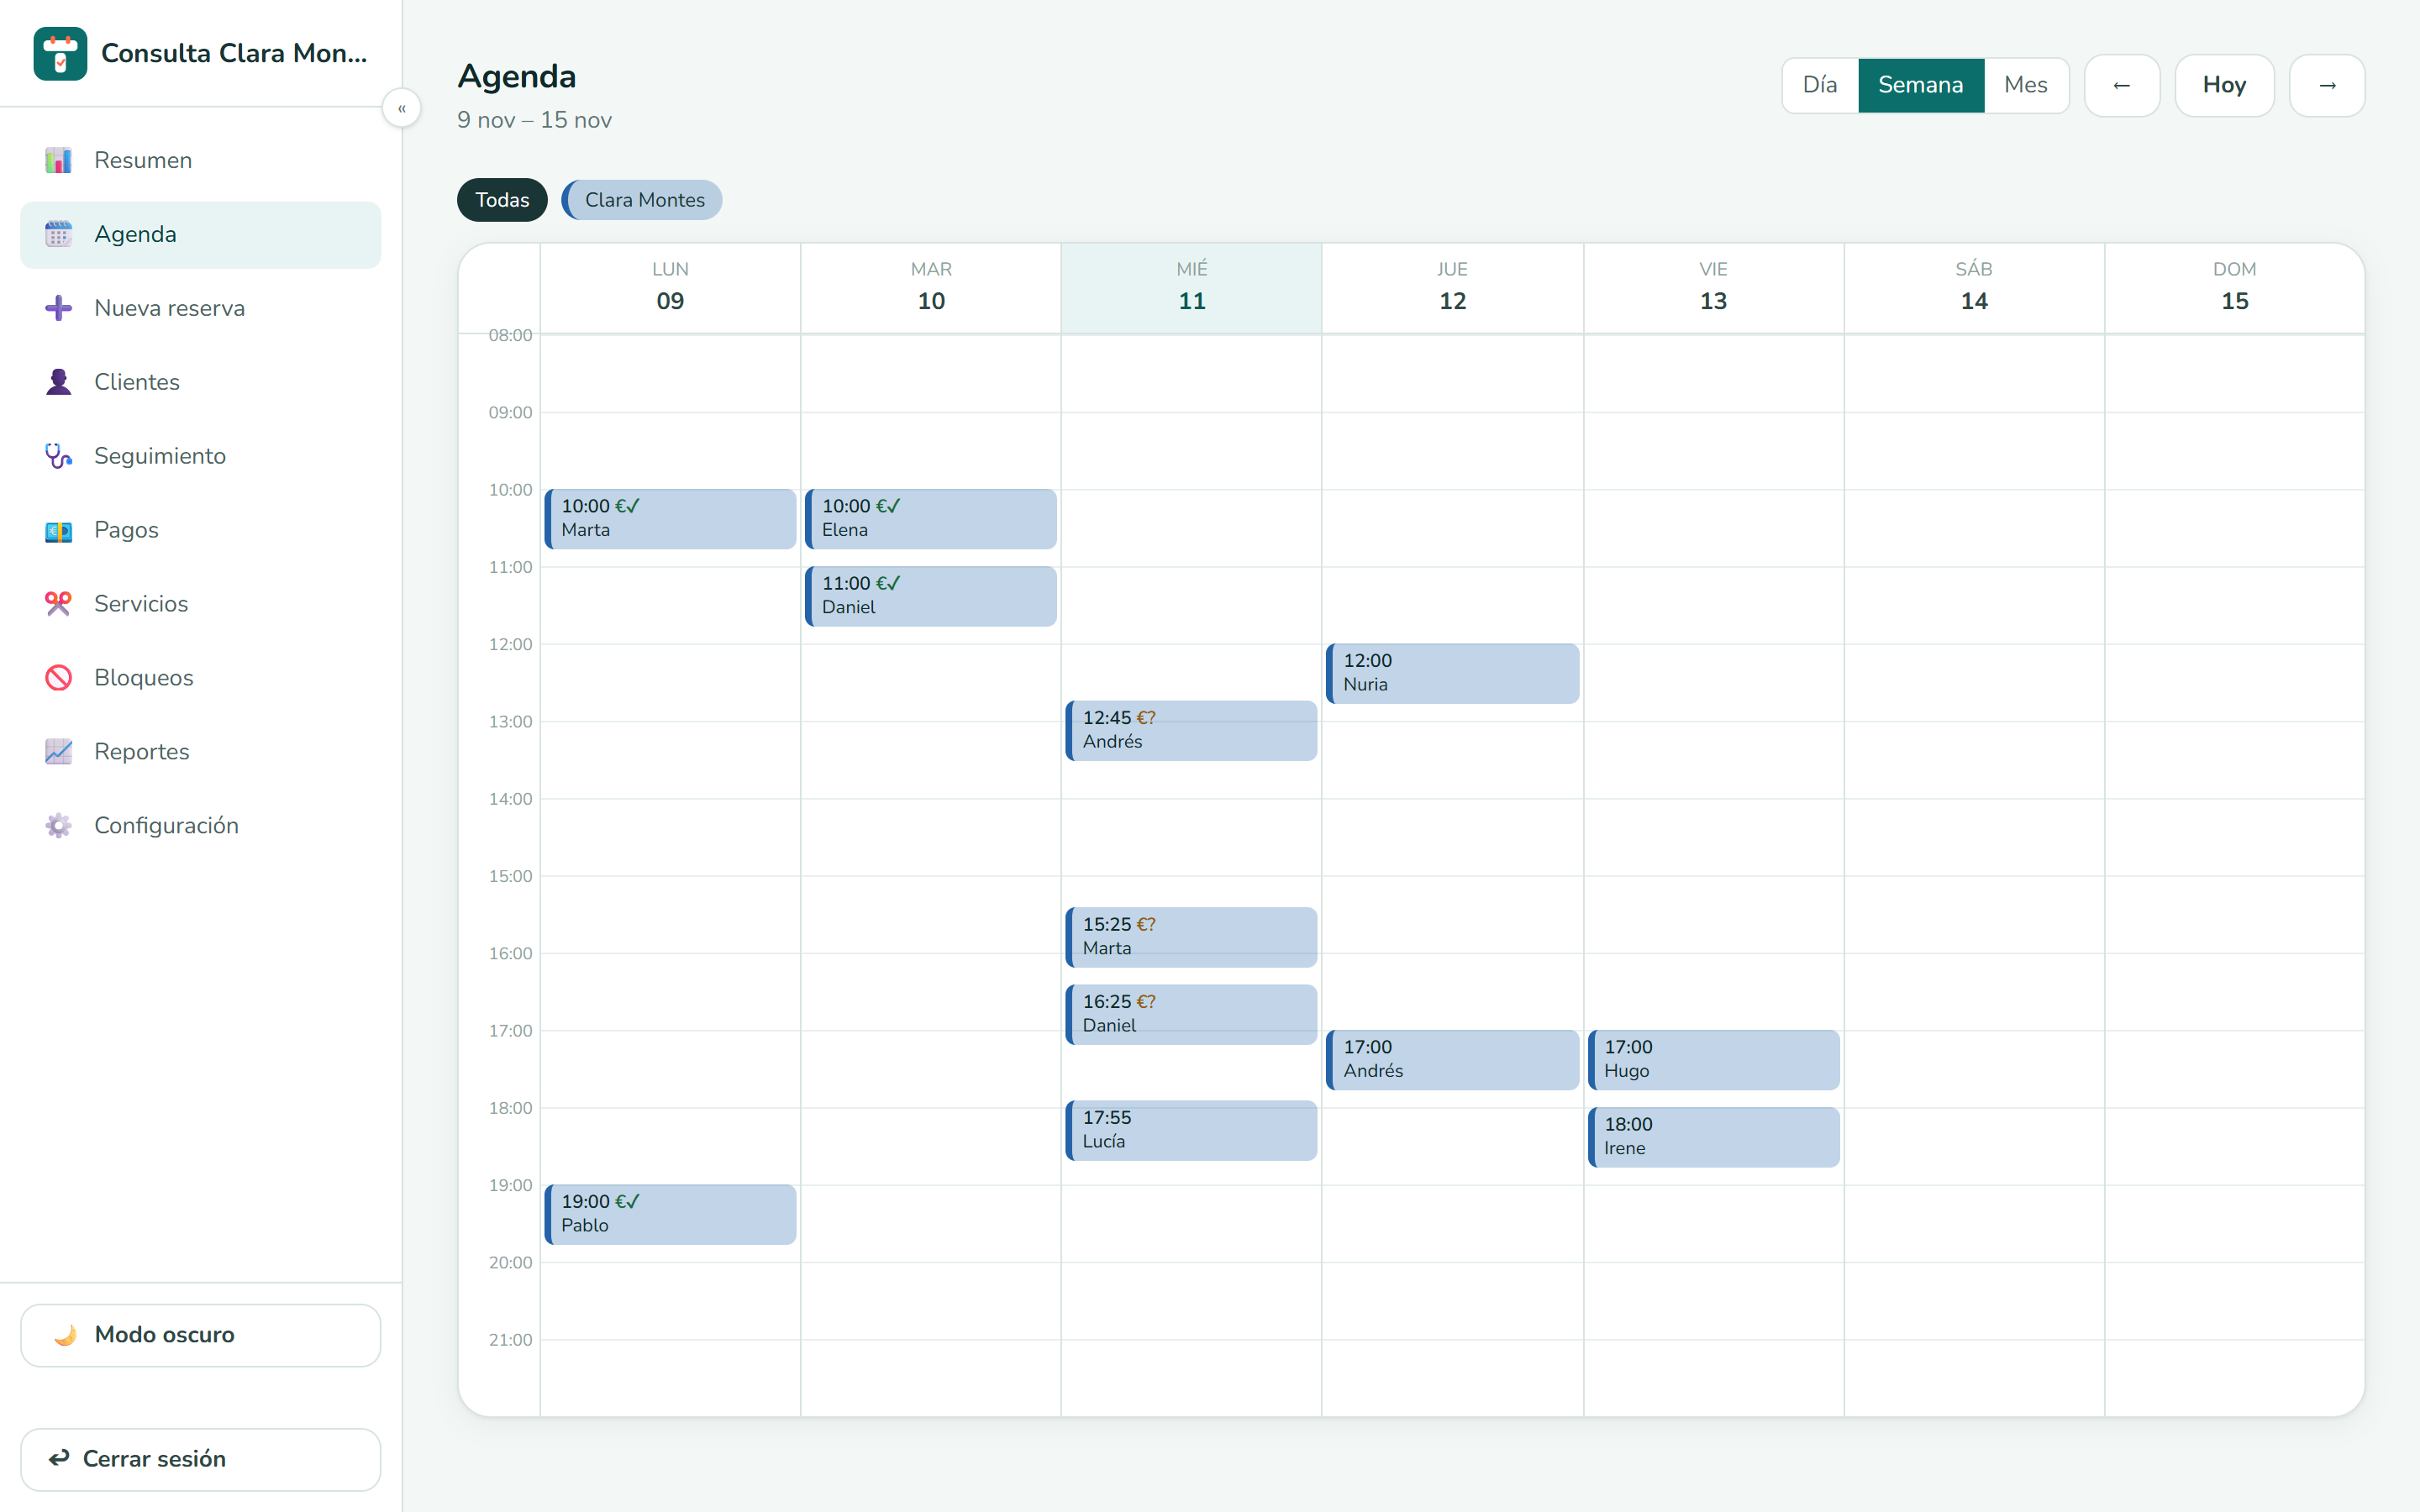 Consulta Clara Mon...
«
Resumen
Agenda
Nueva reserva
Clientes
Seguimiento
Pagos
Servicios
Bloqueos
Reportes
Configuración
Modo oscuro
Cerrar sesión
Agenda
9 nov – 15 nov
Día Semana Mes ← Hoy →
Todas Clara Montes
LUN MAR MIÉ JUE VIE SÁB DOM
09 10 11 12 13 14 15
08:00
09:00
10:00
11:00
12:00
13:00
14:00
15:00
16:00
17:00
18:00
19:00
20:00
21:00
10:00 €✓
Marta
19:00 €✓
Pablo
10:00 €✓
Elena
11:00 €✓
Daniel
12:45 €?
Andrés
15:25 €?
Marta
16:25 €?
Daniel
17:55
Lucía
12:00
Nuria
17:00
Andrés
17:00
Hugo
18:00
Irene